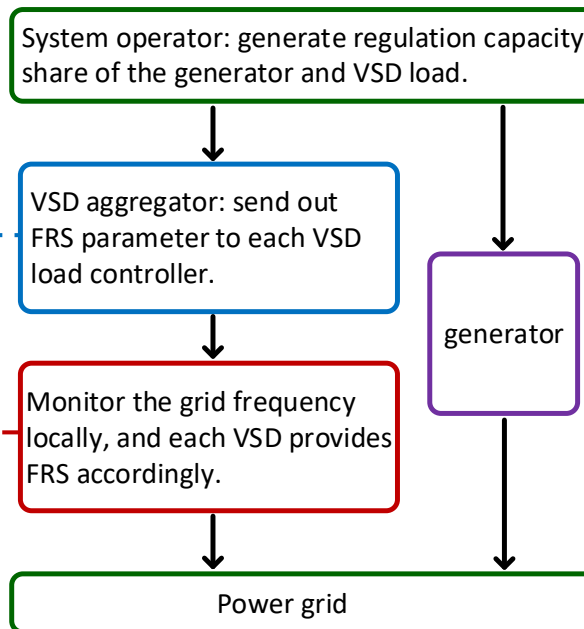 System operator: generate regulation capacity
share of the generator and VSD load.
VSD aggregator: send out
FRS parameter to each VSD
load controller.
generator
Monitor the grid frequency
locally, and each VSD provides
FRS accordingly.
Power grid